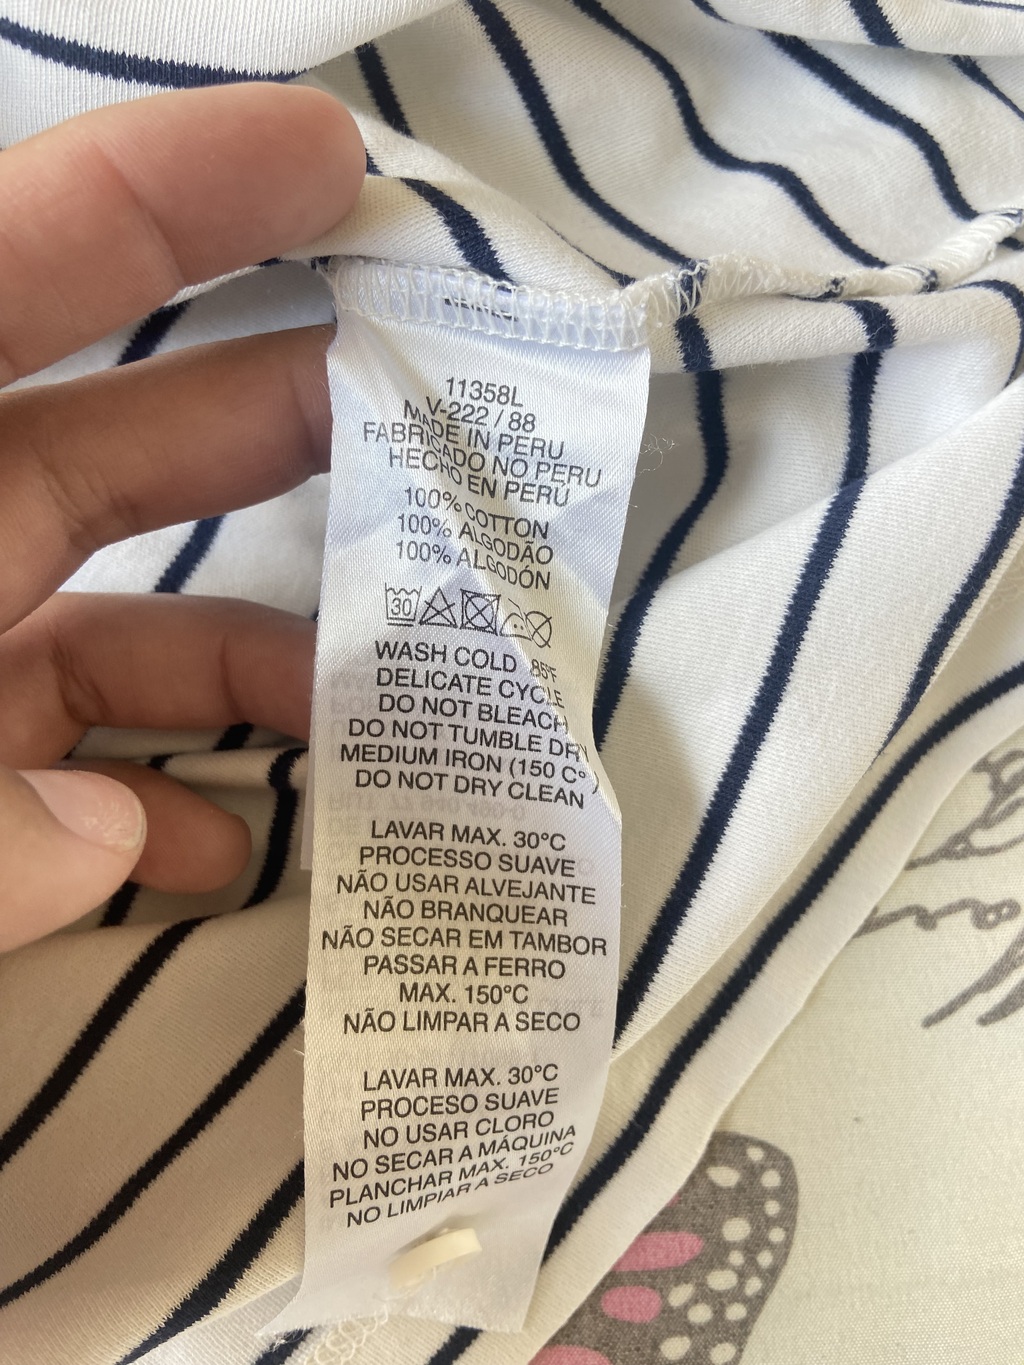 11358L
V-222 / 88
MADE IN PERU
FABRICADO NO PERU
HECHO EN PERÚ
100% COTTON
100% ALGODÃO
100% ALGODÓN
30
WASH COLD 85°F
DELICATE CYCLE
DO NOT BLEACH
DO NOT TUMBLE DRY
MEDIUM IRON (150 C°)
DO NOT DRY CLEAN
LAVAR MAX. 30°C
PROCESSO SUAVE
NÃO USAR ALVEJANTE
NÃO BRANQUEAR
NÃO SECAR EM TAMBOR
PASSAR A FERRO
MAX. 150°C
NÃO LIMPAR A SECO
LAVAR MAX. 30°C
PROCESO SUAVE
NO USAR CLORO
NO SECAR A MÁQUINA
PLANCHAR MAX. 150°C
NO LIMPIAR A SECO